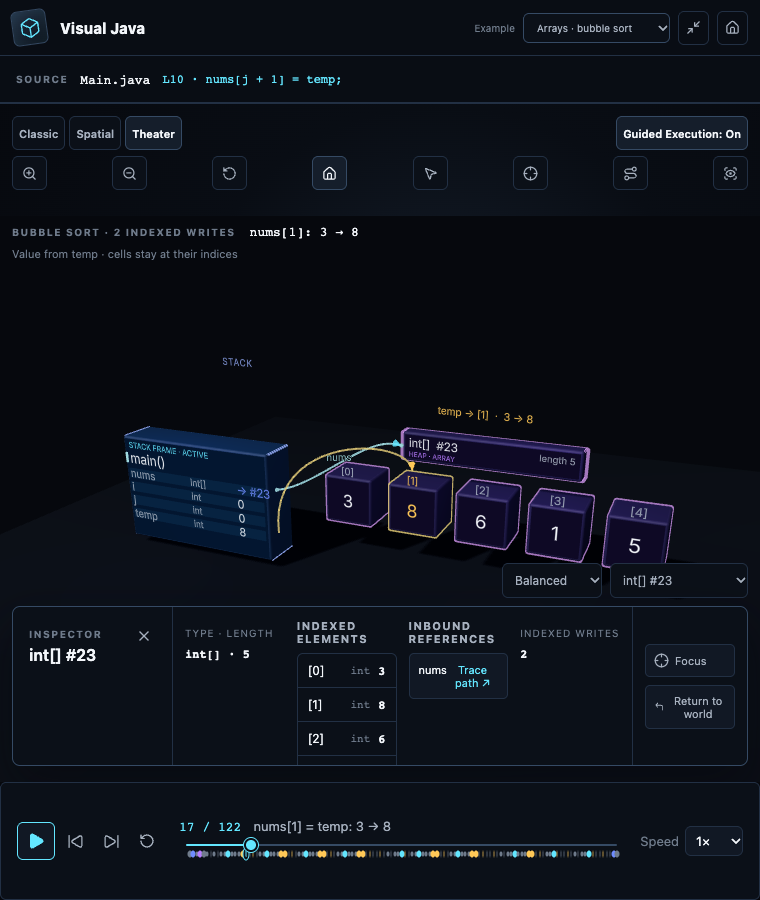 Visual Java
Example
Arrays · bubble sort
SOURCE Main.java L10 · nums[j + 1] = temp;
Classic
Spatial
Theater
Guided Execution: On
BUBBLE SORT · 2 INDEXED WRITES nums[1]: 3 → 8
Value from temp · cells stay at their indices
STACK
temp → [1] · 3 → 8
STACK FRAME · ACTIVE
main()
nums int[] → #23
i int 0
j int 0
temp int 8
nums
int[] #23
HEAP · ARRAY
length 5
[0]
3
[1]
8
[2]
6
[3]
1
[4]
5
Balanced
int[] #23
INSPECTOR
int[] #23
TYPE · LENGTH
int[] · 5
INDEXED
ELEMENTS
[0] int 3
[1] int 8
[2] int 6
INBOUND
REFERENCES
nums Trace
path ↗
INDEXED WRITES
2
Focus
Return to
world
17 / 122 nums[1] = temp: 3 → 8
Speed
1×